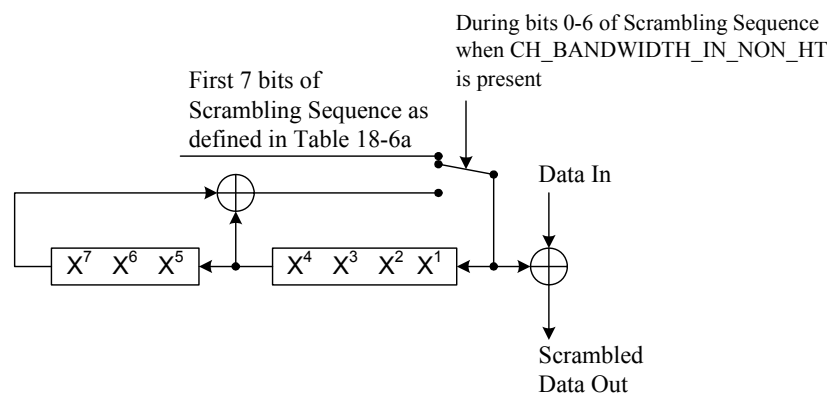 During bits 0-6 of Scrambling Sequence
when CH_BANDWIDTH_IN_NON_HT
is present
First 7 bits of
Scrambling Sequence as
defined in Table 18-6a
Data In
X⁷ X⁶ X⁵
X⁴ X³ X² X¹
Scrambled
Data Out